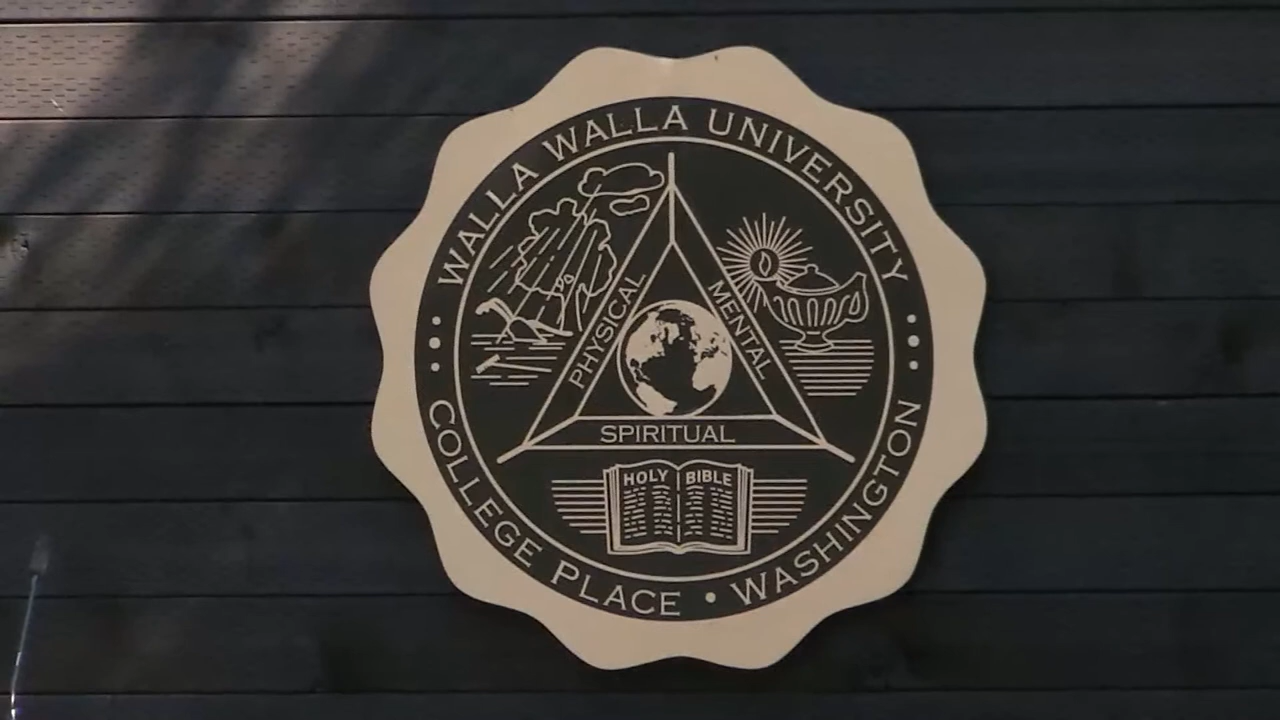 WALLA WALLA UNIVERSITY
PHYSICAL
MENTAL
SPIRITUAL
HOLY BIBLE
COLLEGE PLACE • WASHINGTON